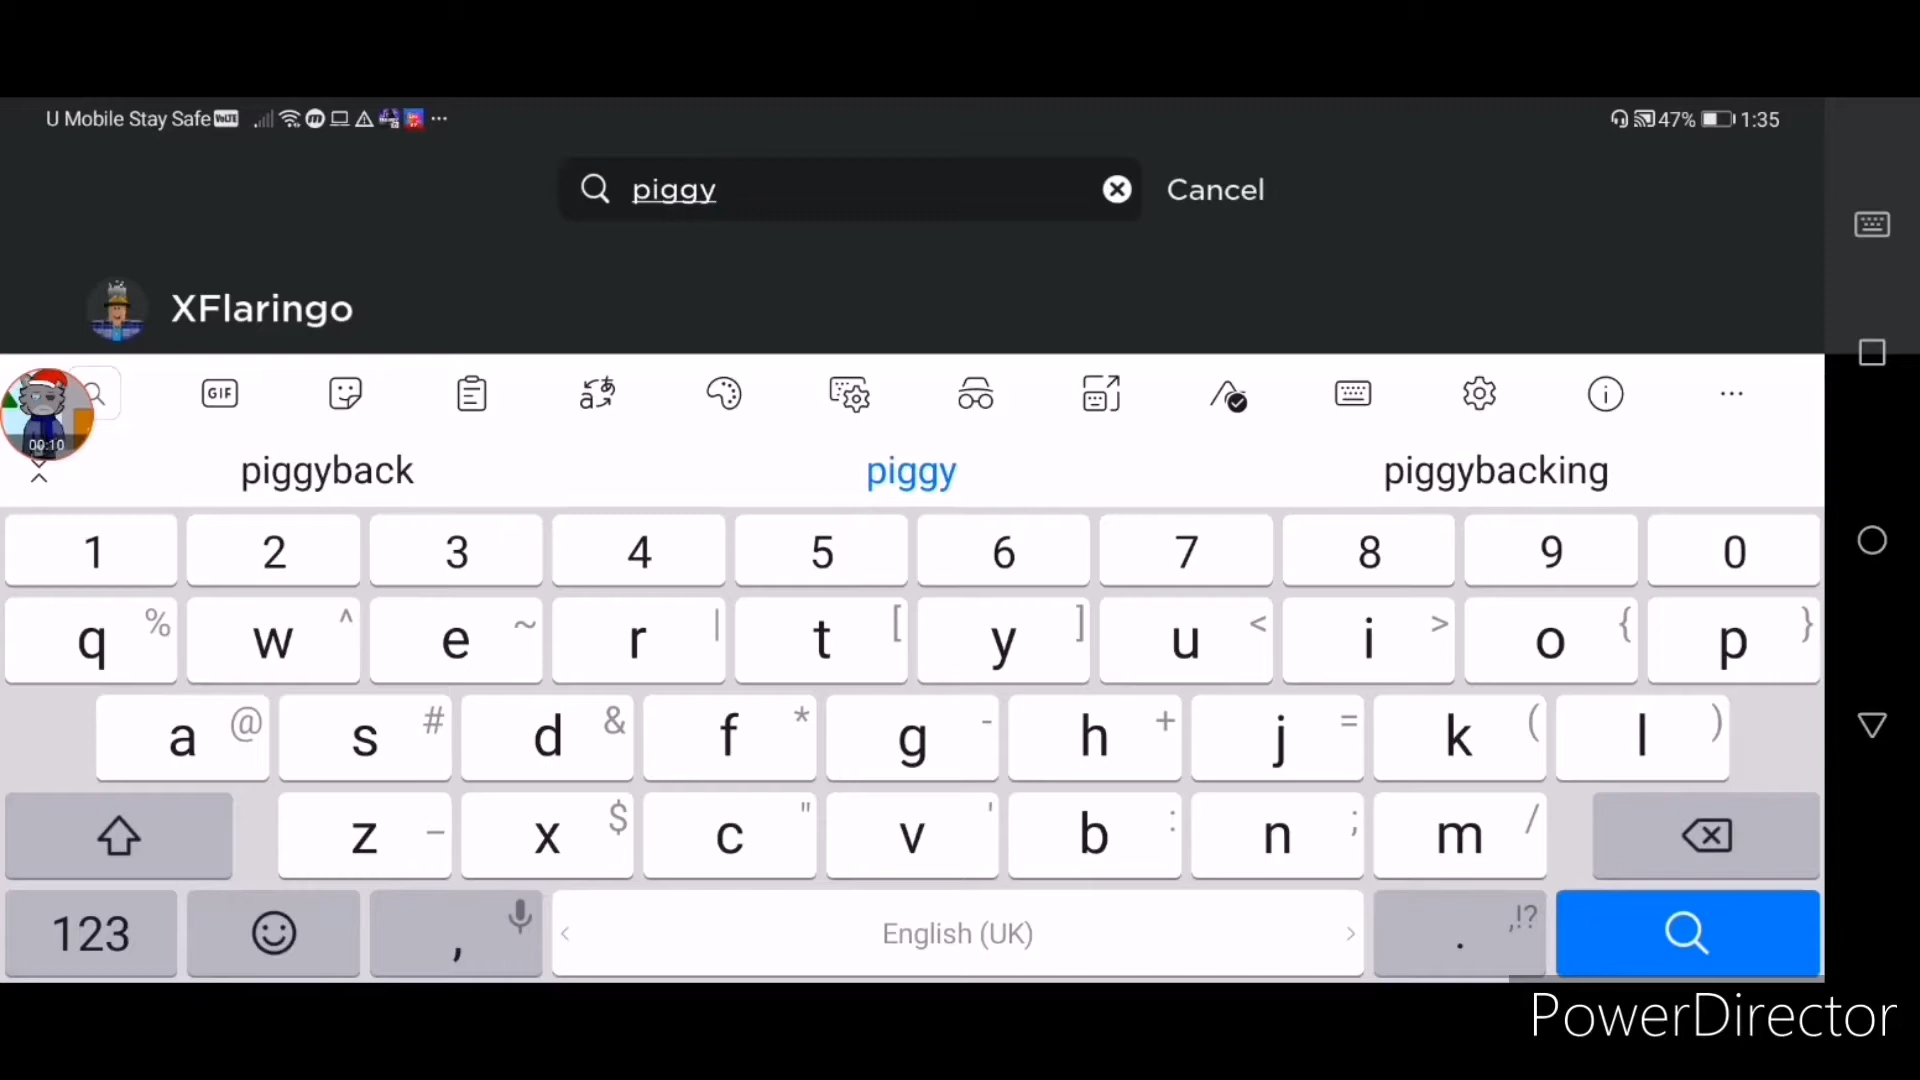 U Mobile Stay Safe VoLTE ... 47% 1:35
piggy Cancel
XFlaringo
GIF
00:10
piggyback piggy piggybacking
1 2 3 4 5 6 7 8 9 0
q % w ^ e ~ r | t [ y ] u < i > o { p }
a @ s # d & f * g - h + j = k ( l )
z _ x $ c " v ' b : n ; m /
123 , < English (UK) > . ,!?
PowerDirector